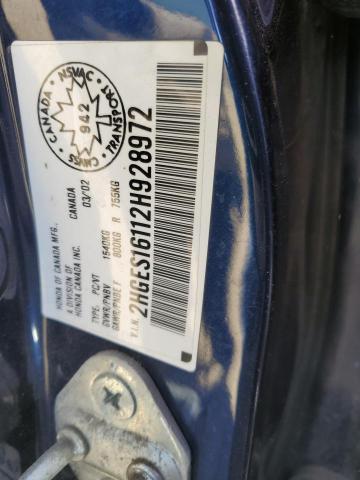 CANADA
NSVAC
TRANSPORT
942
HONDA OF CANADA MFG., CANADA 03/02
A DIVISION OF
HONDA CANADA INC.
TYPE PC/VT
GVWR/PNBV 1540KG
GAWR/PNBE F 800KG R 755KG
V.I.N. 2HGES16112H928972